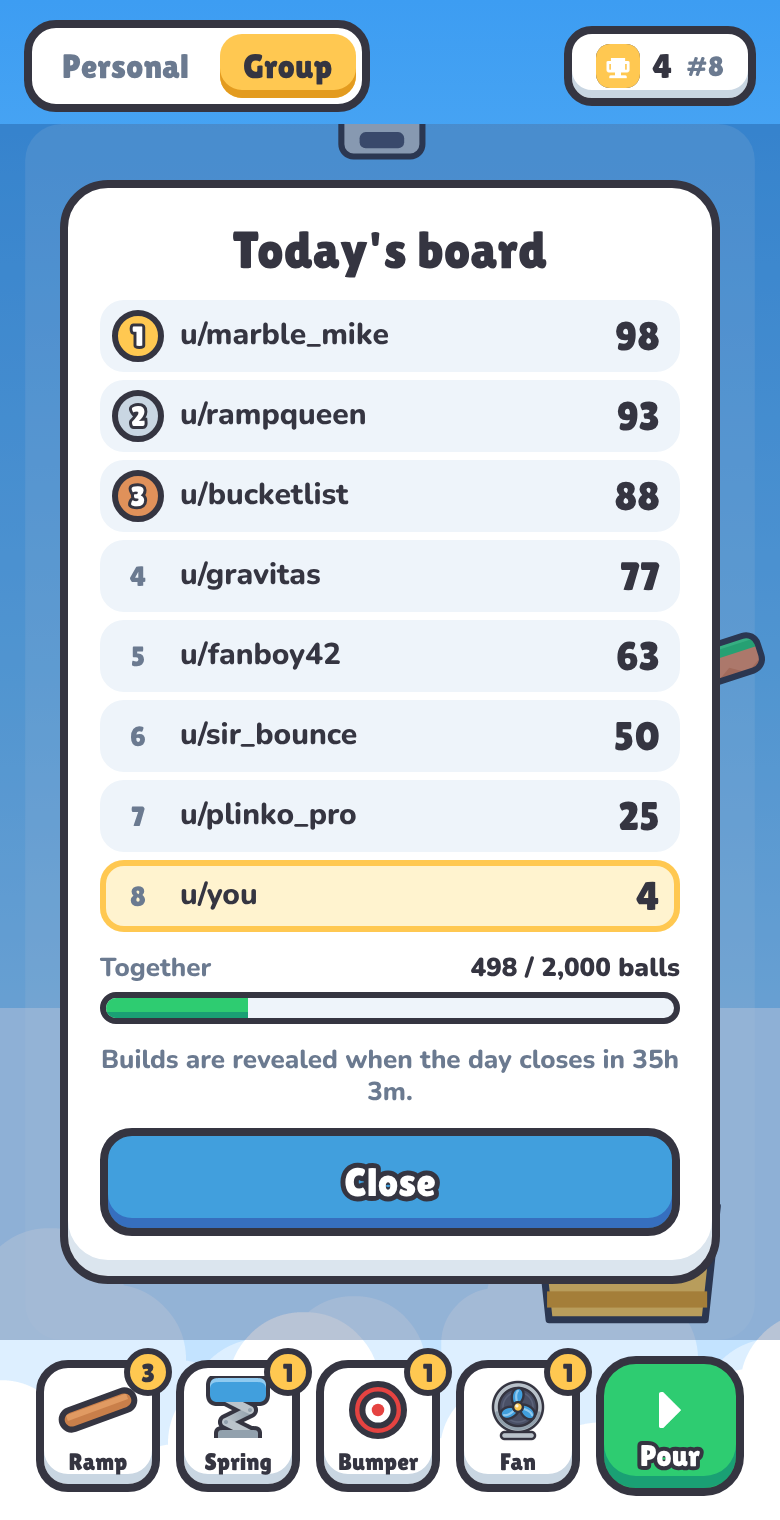 Personal Group 4 #8
Today's board
1 u/marble_mike 98
2 u/rampqueen 93
3 u/bucketlist 88
4 u/gravitas 77
5 u/fanboy42 63
6 u/sir_bounce 50
7 u/plinko_pro 25
8 u/you 4
Together 498 / 2,000 balls
Builds are revealed when the day closes in 35h
3m.
Close
3 1 1 1
Ramp Spring Bumper Fan Pour